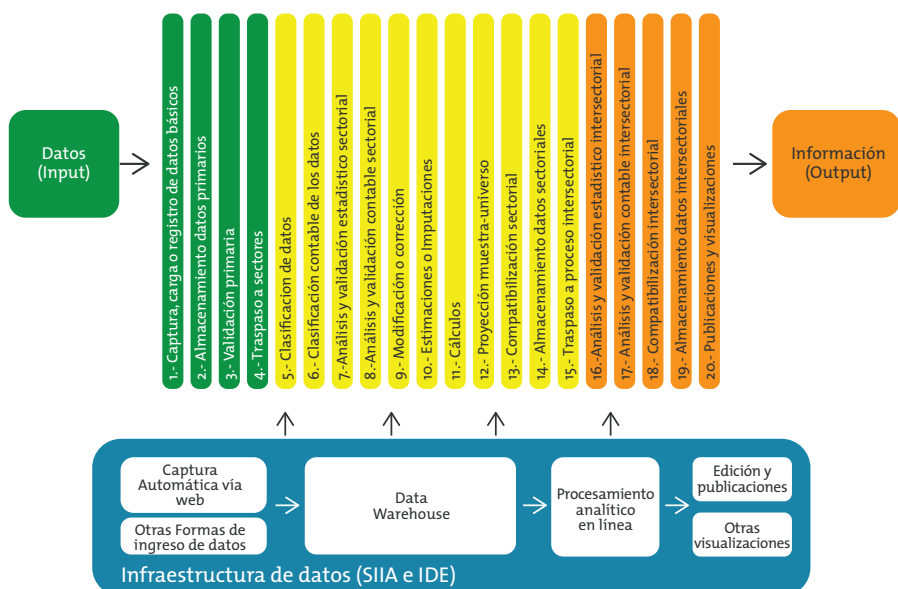 Datos
(Input)
1.- Captura, carga o registro de datos básicos
2.- Almacenamiento datos primarios
3.- Validación primaria
4.- Traspaso a sectores
5.- Clasificacion de datos
6.- Clasificación contable de los datos
7.-Análisis y validación estadístico sectorial
8.-Análisis y validación contable sectorial
9.- Modificación o corrección
10.- Estimaciones o Imputaciones
11.- Cálculos
12.- Proyección muestra-universo
13.- Compatibilización sectorial
14.- Almacenamiento datos sectoriales
15.- Traspaso a proceso intersectorial
16.-Análisis y validación estadístico intersectorial
17.- Análisis y validación contable intersectorial
18.- Compatibilización intersectorial
19.- Almacenamiento datos intersectoriales
20.- Publicaciones y visualizaciones
Información
(Output)
Captura
Automática vía
web
Otras Formas de
ingreso de datos
Data
Warehouse
Procesamiento
analítico
en línea
Edición y
publicaciones
Otras
visualizaciones
Infraestructura de datos (SIIA e IDE)